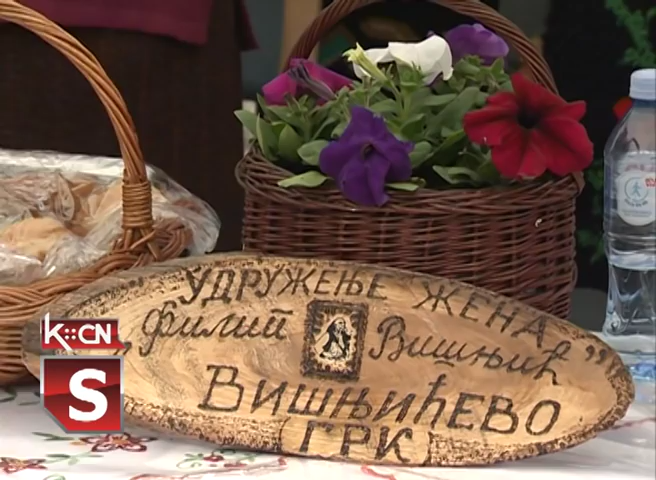 УДРУЖЕЊЕ ЖЕНА
„Филип Вишњић”
ВИШЊИЋЕВО
ГРК
K::CN
S